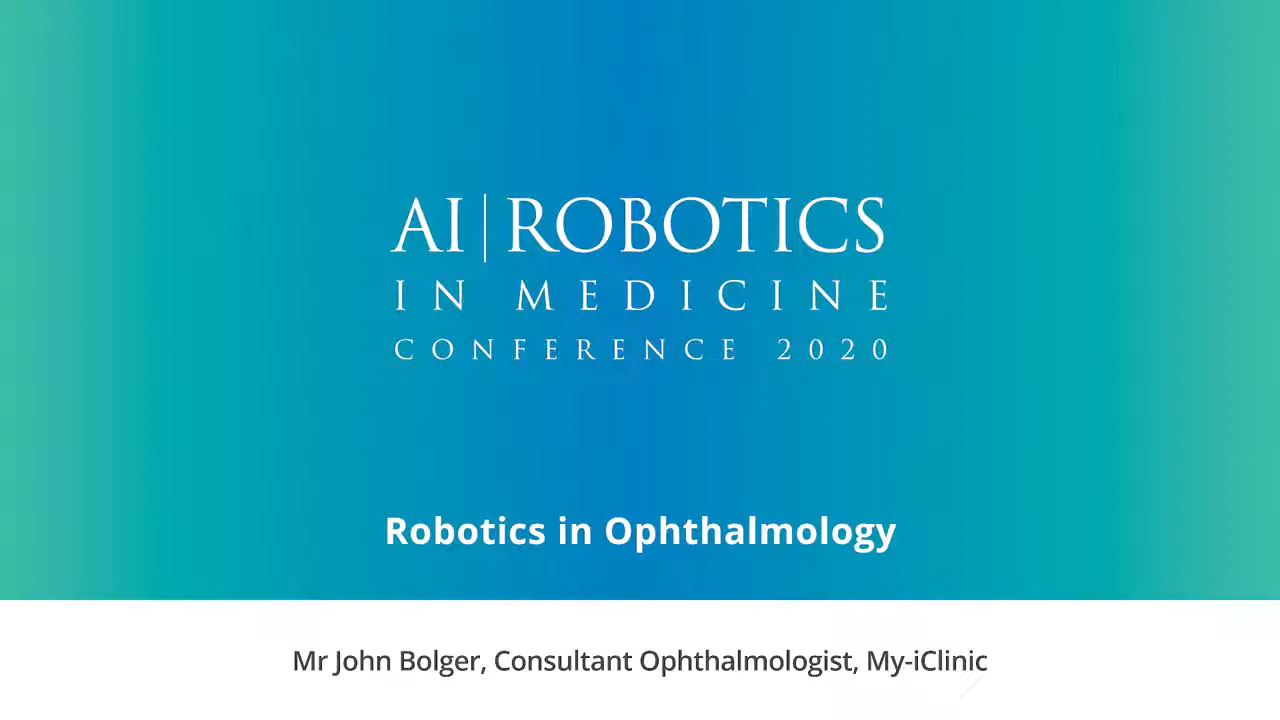 AI | ROBOTICS
IN MEDICINE
CONFERENCE 2020
Robotics in Ophthalmology
Mr John Bolger, Consultant Ophthalmologist, My-iClinic